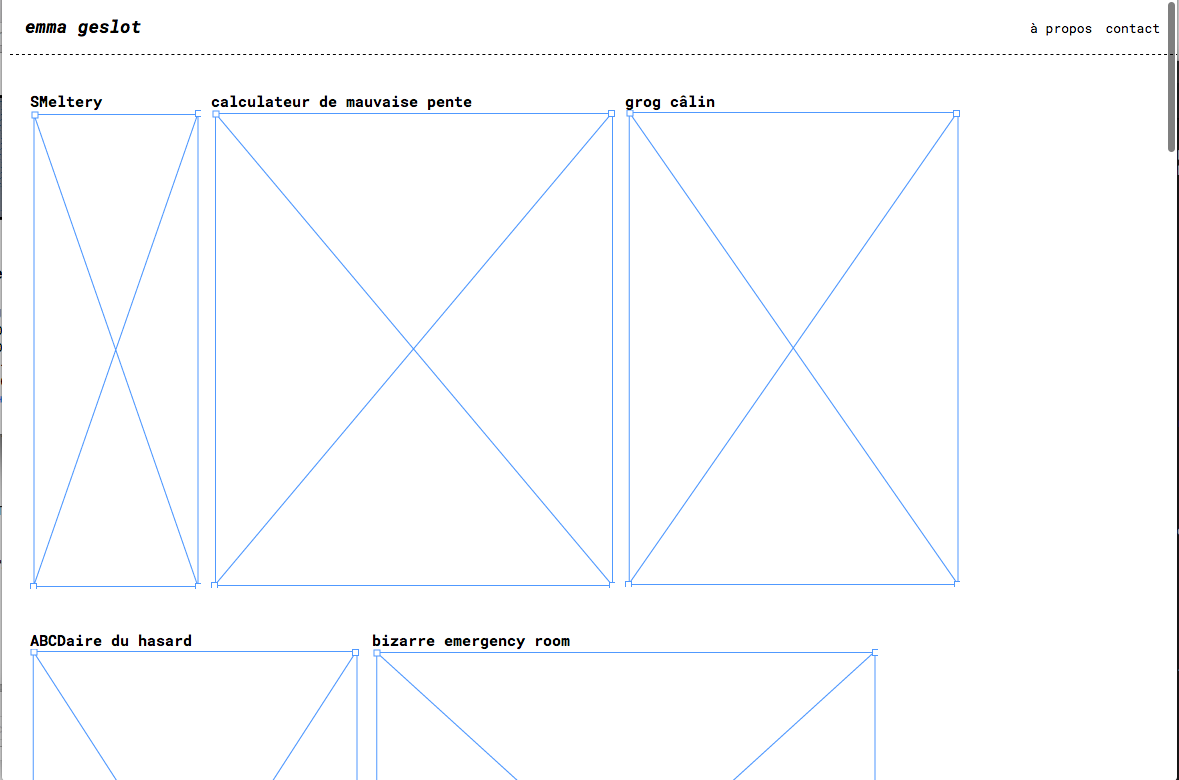 emma geslot
à propos contact
SMeltery calculateur de mauvaise pente grog câlin
ABCDaire du hasard bizarre emergency room